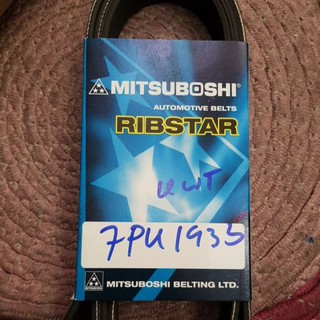 MITSUBOSHI
AUTOMOTIVE BELTS
RIBSTAR
7PU1935
MITSUBOSHI BELTING LTD.